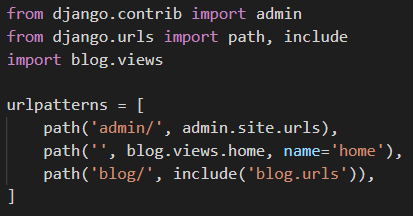 from django.contrib import admin
from django.urls import path, include
import blog.views

urlpatterns = [
    path('admin/', admin.site.urls),
    path('', blog.views.home, name='home'),
    path('blog/', include('blog.urls')),
]